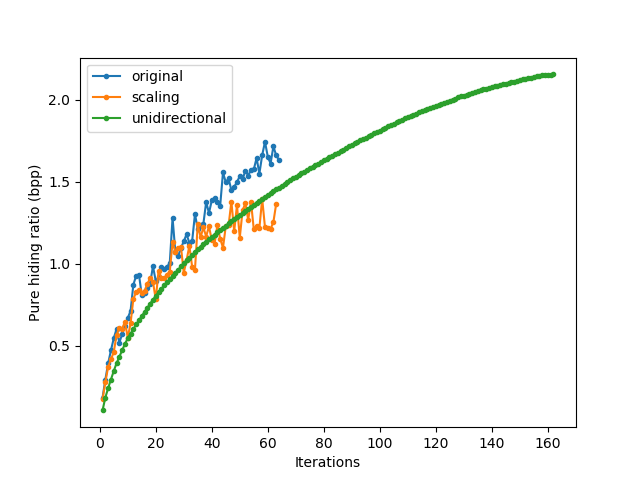 original
scaling
unidirectional
2.0
1.5
1.0
0.5
Pure hiding ratio (bpp)
0 20 40 60 80 100 120 140 160
Iterations